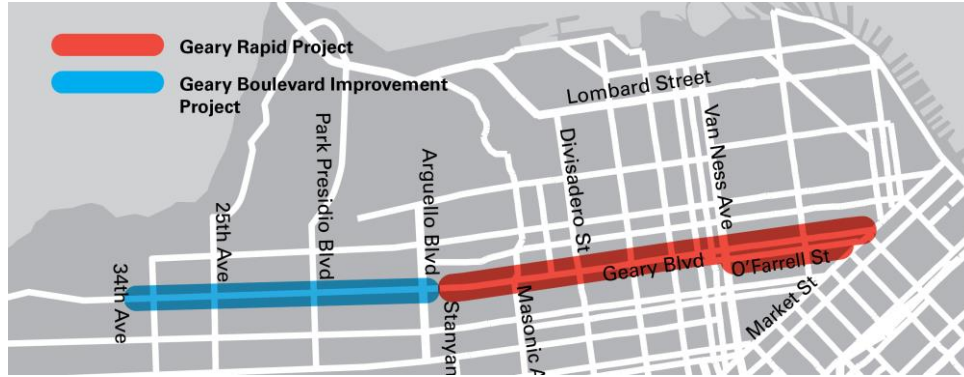 Geary Rapid Project
Geary Boulevard Improvement
Project
Lombard Street
Park Presidio Blvd
Van Ness Ave
Divisadero St
Arguello Blvd
25th Ave
Geary Blvd
O'Farrell St
34th Ave
Stanyan
Masonic A
Market St